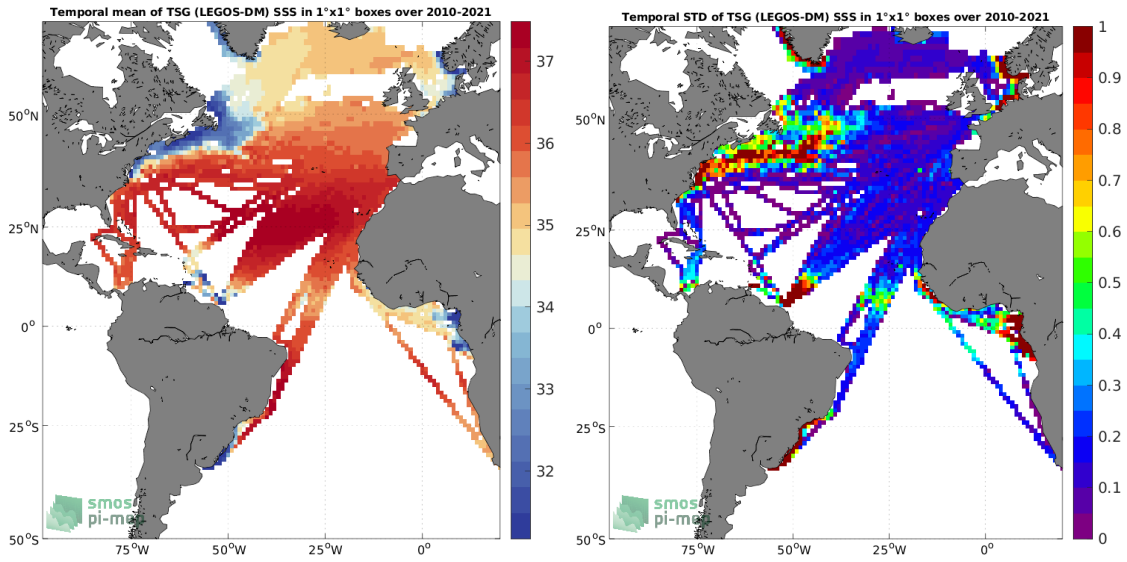 Temporal mean of TSG (LEGOS-DM) SSS in 1°x1° boxes over 2010-2021
50°N
25°N
0°
25°S
50°S
75°W
50°W
25°W
0°
37
36
35
34
33
32
smos
pi-mep
Temporal STD of TSG (LEGOS-DM) SSS in 1°x1° boxes over 2010-2021
50°N
25°N
0°
25°S
50°S
75°W
50°W
25°W
0°
1
0.9
0.8
0.7
0.6
0.5
0.4
0.3
0.2
0.1
0
smos
pi-mep